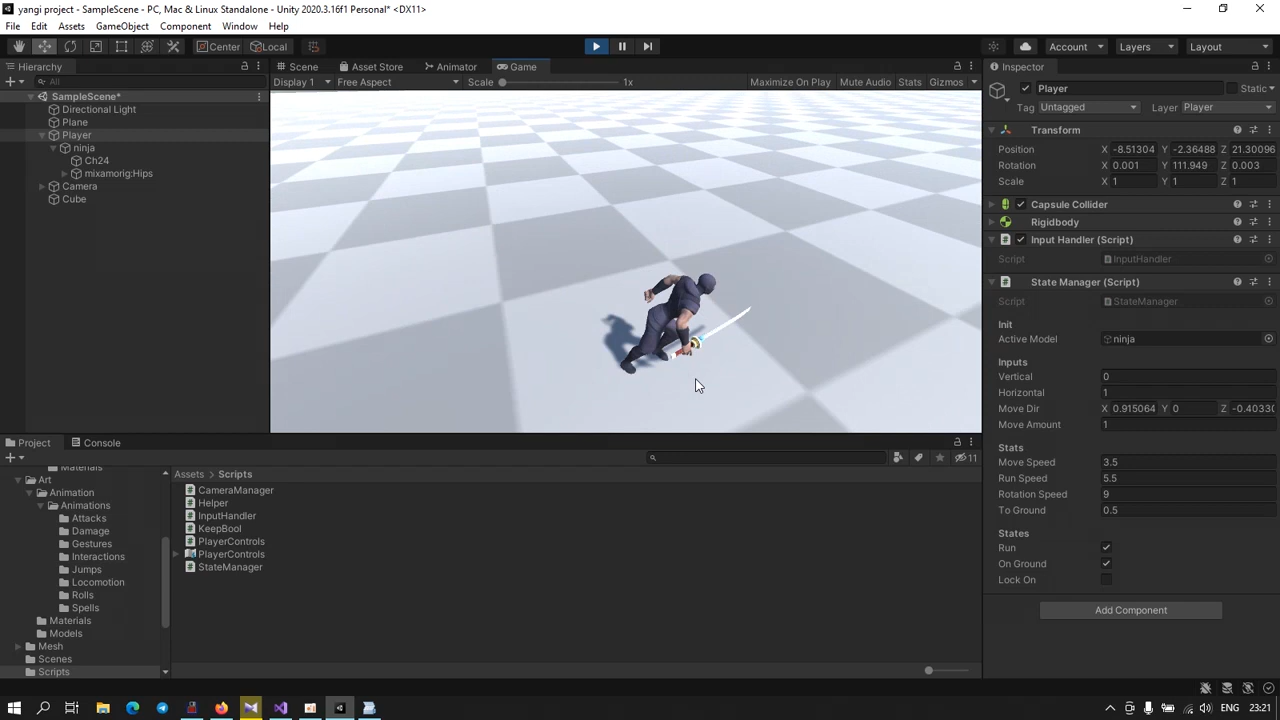 yangi project - SampleScene - PC, Mac & Linux Standalone - Unity 2020.3.16f1 Personal* <DX11>
File Edit Assets GameObject Component Window Help
Center Local Account Layers Layout
Hierarchy Scene Asset Store Animator Game Inspector
All Display 1 Free Aspect Scale 1x Maximize On Play Mute Audio Stats Gizmos
Player Static
Tag Untagged Layer Player
SampleScene*
Directional Light
Plane
Player
ninja
Ch24
mixamorig:Hips
Camera
Cube
Transform
Position X -8.51304 Y -2.36488 Z 21.30096
Rotation X 0.001 Y 111.949 Z 0.003
Scale X 1 Y 1 Z 1
Capsule Collider
Rigidbody
Input Handler (Script)
Script InputHandler
State Manager (Script)
Script StateManager
Init
Active Model ninja
Inputs
Vertical 0
Horizontal 1
Move Dir X 0.915064 Y 0 Z -0.4033(
Move Amount 1
Stats
Move Speed 3.5
Run Speed 5.5
Rotation Speed 9
To Ground 0.5
States
Run
On Ground
Lock On
Add Component
Project Console
11
Materials
Art
Animation
Animations
Attacks
Damage
Gestures
Interactions
Jumps
Locomotion
Rolls
Spells
Materials
Models
Mesh
Scenes
Scripts
Assets > Scripts
CameraManager
Helper
InputHandler
KeepBool
PlayerControls
PlayerControls
StateManager
ENG 23:21